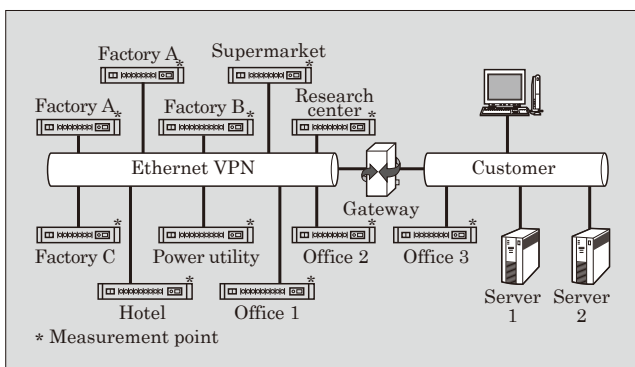 Factory A
*
Supermarket
*
Factory A
*
Factory B
*
Research
center
*
Ethernet VPN
Customer
Gateway
*
Factory C
*
Power utility
*
Office 2
*
Office 3
*
Hotel
*
Office 1
Server
1
Server
2
* Measurement point